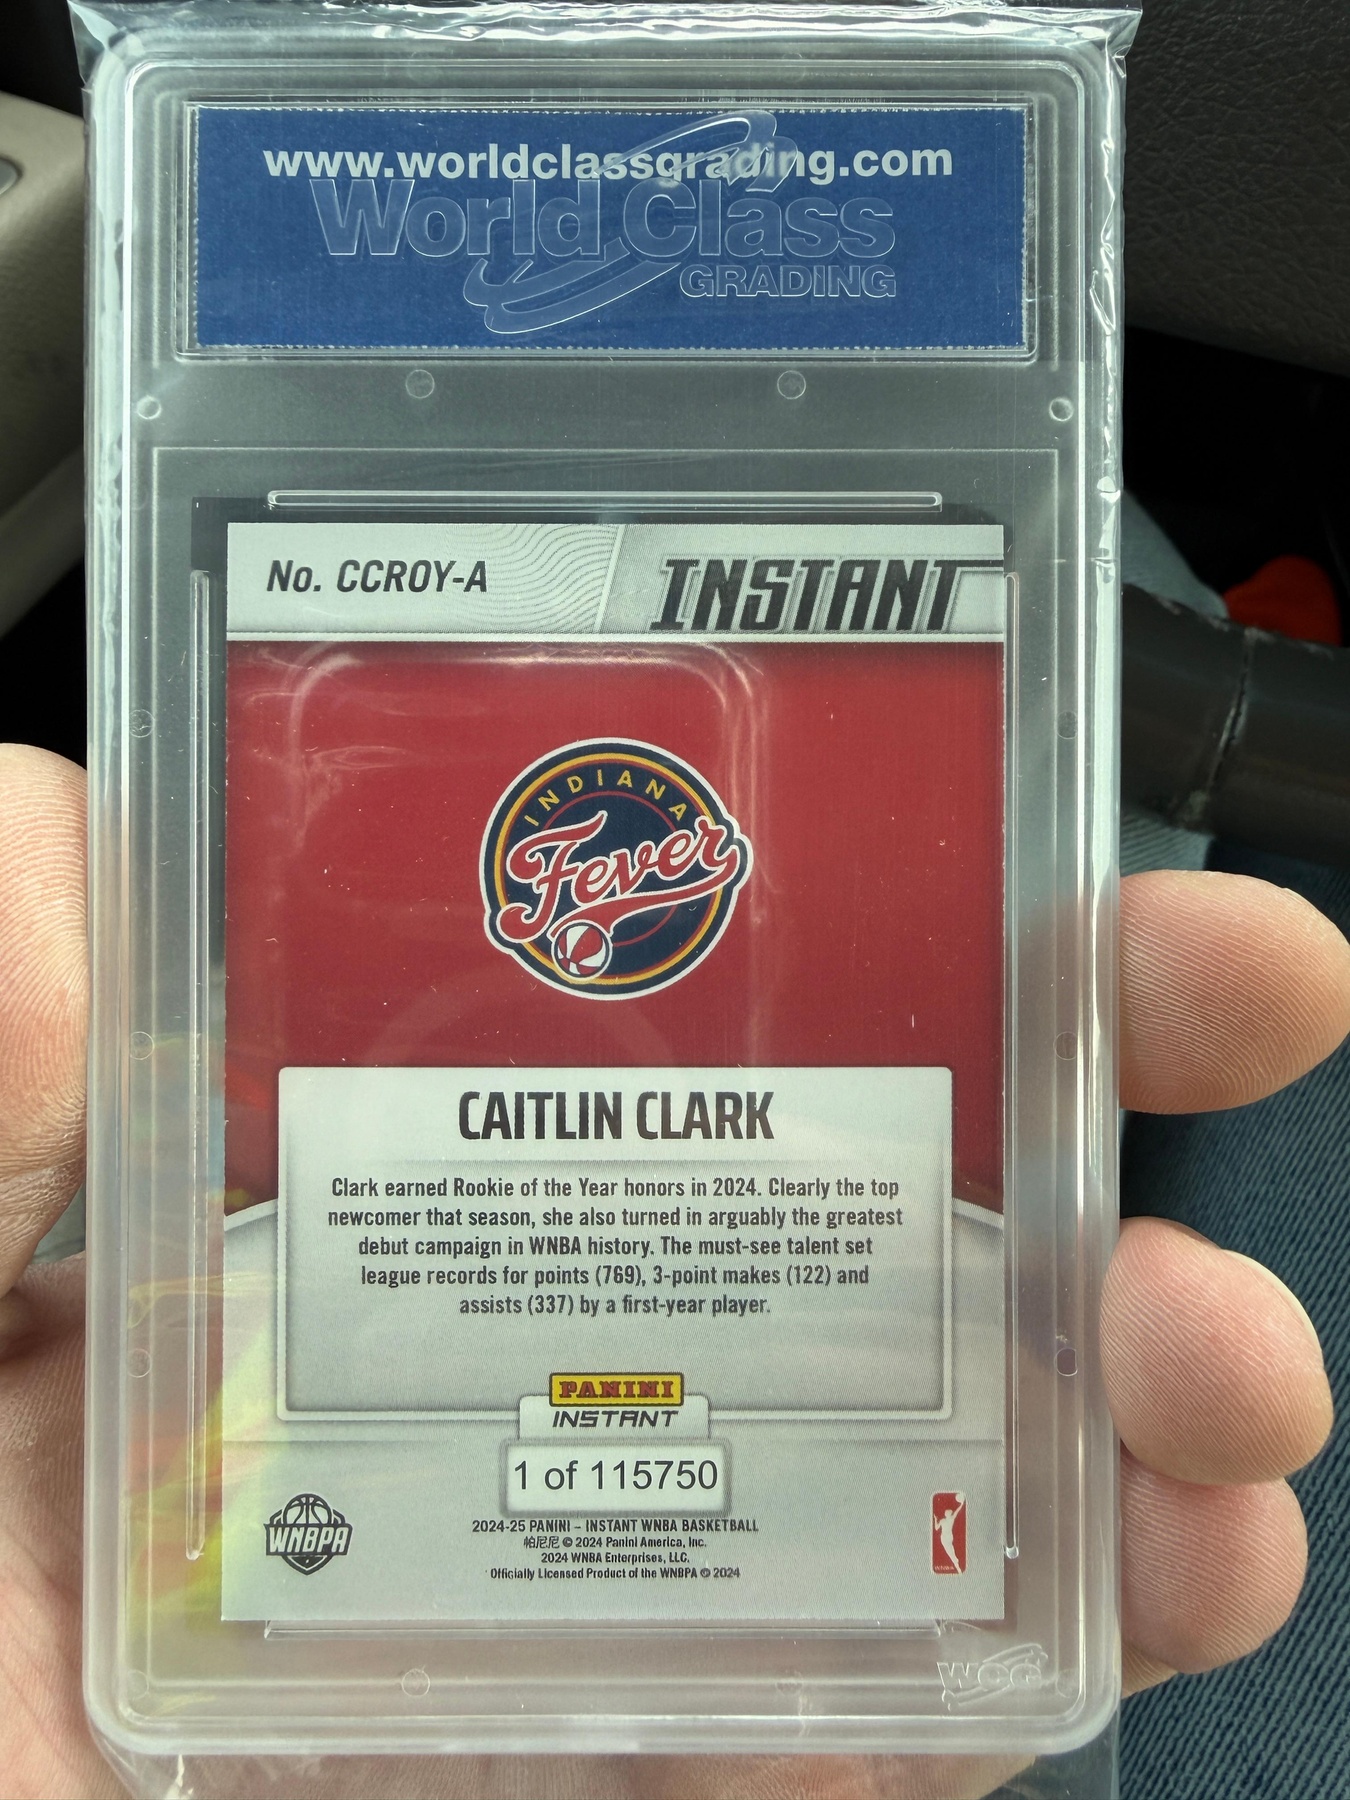 www.worldclassgrading.com
World Class
GRADING
No. CCROY-A
INSTANT
INDIANA
Fever
CAITLIN CLARK
Clark earned Rookie of the Year honors in 2024. Clearly the top
newcomer that season, she also turned in arguably the greatest
debut campaign in WNBA history. The must-see talent set
league records for points (769), 3-point makes (122) and
assists (337) by a first-year player.
PANINI
INSTANT
1 of 115750
WNBPA
2024-25 PANINI – INSTANT WNBA BASKETBALL
帕尼尼 © 2024 Panini America, Inc.
2024 WNBA Enterprises, LLC.
Officially Licensed Product of the WNBPA © 2024
WNBA
WCG